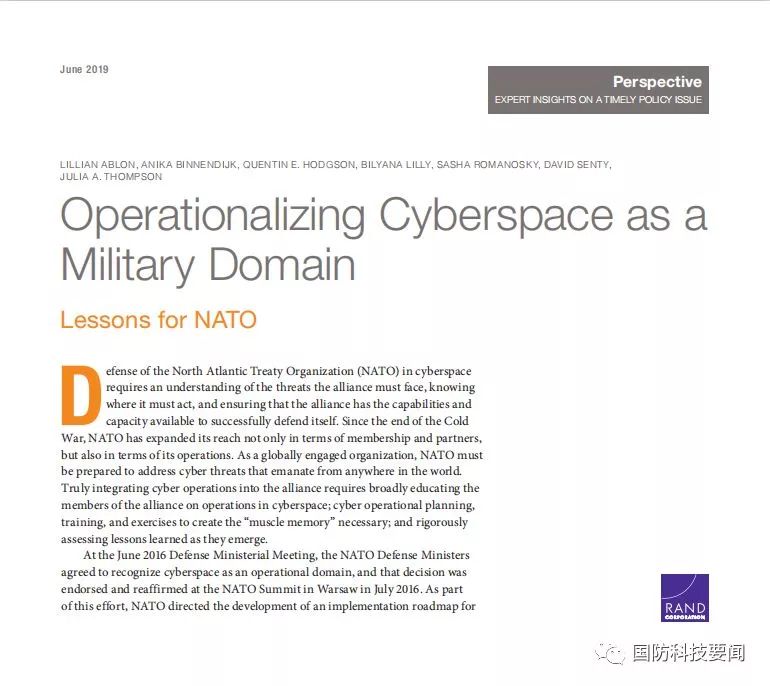 June 2019
Perspective
EXPERT INSIGHTS ON A TIMELY POLICY ISSUE
LILLIAN ABLON, ANIKA BINNENDIJK, QUENTIN E. HODGSON, BILYANA LILLY, SASHA ROMANOSKY, DAVID SENTY,
JULIA A. THOMPSON
Operationalizing Cyberspace as a
Military Domain
Lessons for NATO
Defense of the North Atlantic Treaty Organization (NATO) in cyberspace
requires an understanding of the threats the alliance must face, knowing
where it must act, and ensuring that the alliance has the capabilities and
capacity available to successfully defend itself. Since the end of the Cold
War, NATO has expanded its reach not only in terms of membership and partners,
but also in terms of its operations. As a globally engaged organization, NATO must
be prepared to address cyber threats that emanate from anywhere in the world.
Truly integrating cyber operations into the alliance requires broadly educating the
members of the alliance on operations in cyberspace; cyber operational planning,
training, and exercises to create the “muscle memory” necessary; and rigorously
assessing lessons learned as they emerge.
At the June 2016 Defense Ministerial Meeting, the NATO Defense Ministers
agreed to recognize cyberspace as an operational domain, and that decision was
endorsed and reaffirmed at the NATO Summit in Warsaw in July 2016. As part
of this effort, NATO directed the development of an implementation roadmap for
RAND
CORPORATION
国防科技要闻